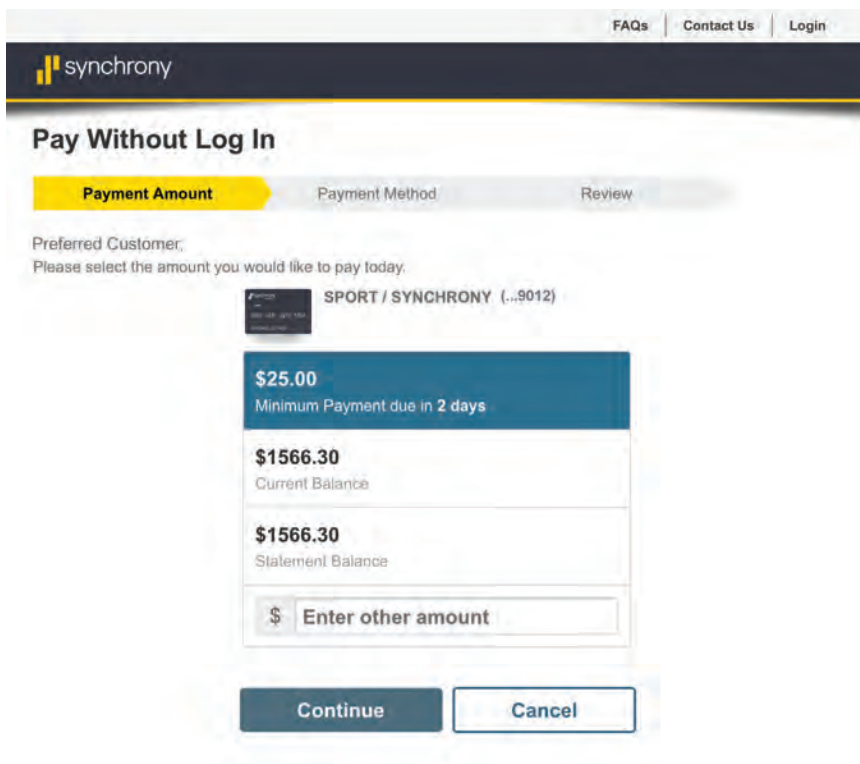 FAQs Contact Us Login
synchrony
Pay Without Log In
Payment Amount Payment Method Review
Preferred Customer,
Please select the amount you would like to pay today.
SPORT / SYNCHRONY (...9012)
$25.00
Minimum Payment due in 2 days
$1566.30
Current Balance
$1566.30
Statement Balance
$ Enter other amount
Continue Cancel